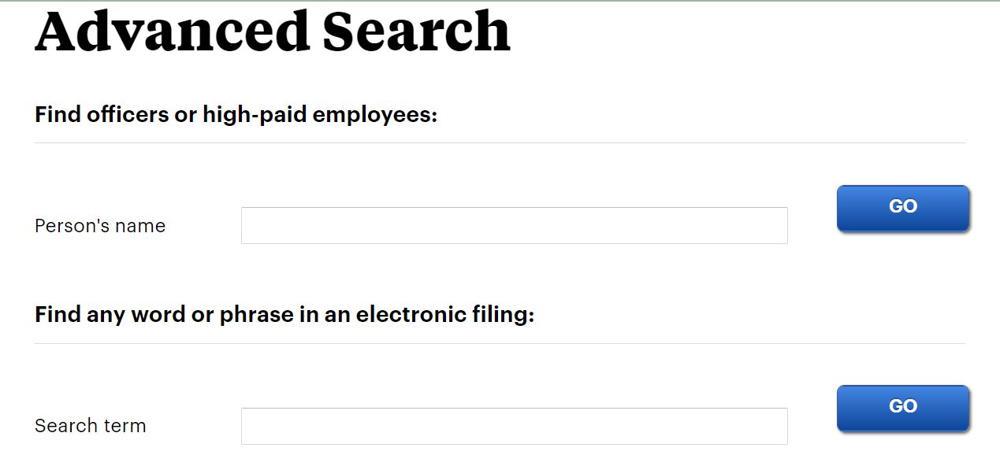 Advanced Search
Find officers or high-paid employees:
GO
Person's name
Find any word or phrase in an electronic filing:
GO
Search term